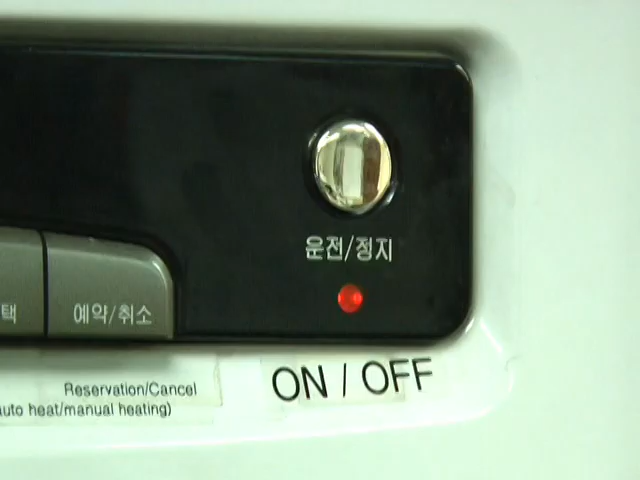 운전/정지
택 예약/취소
ON / OFF
Reservation/Cancel
auto heat/manual heating)